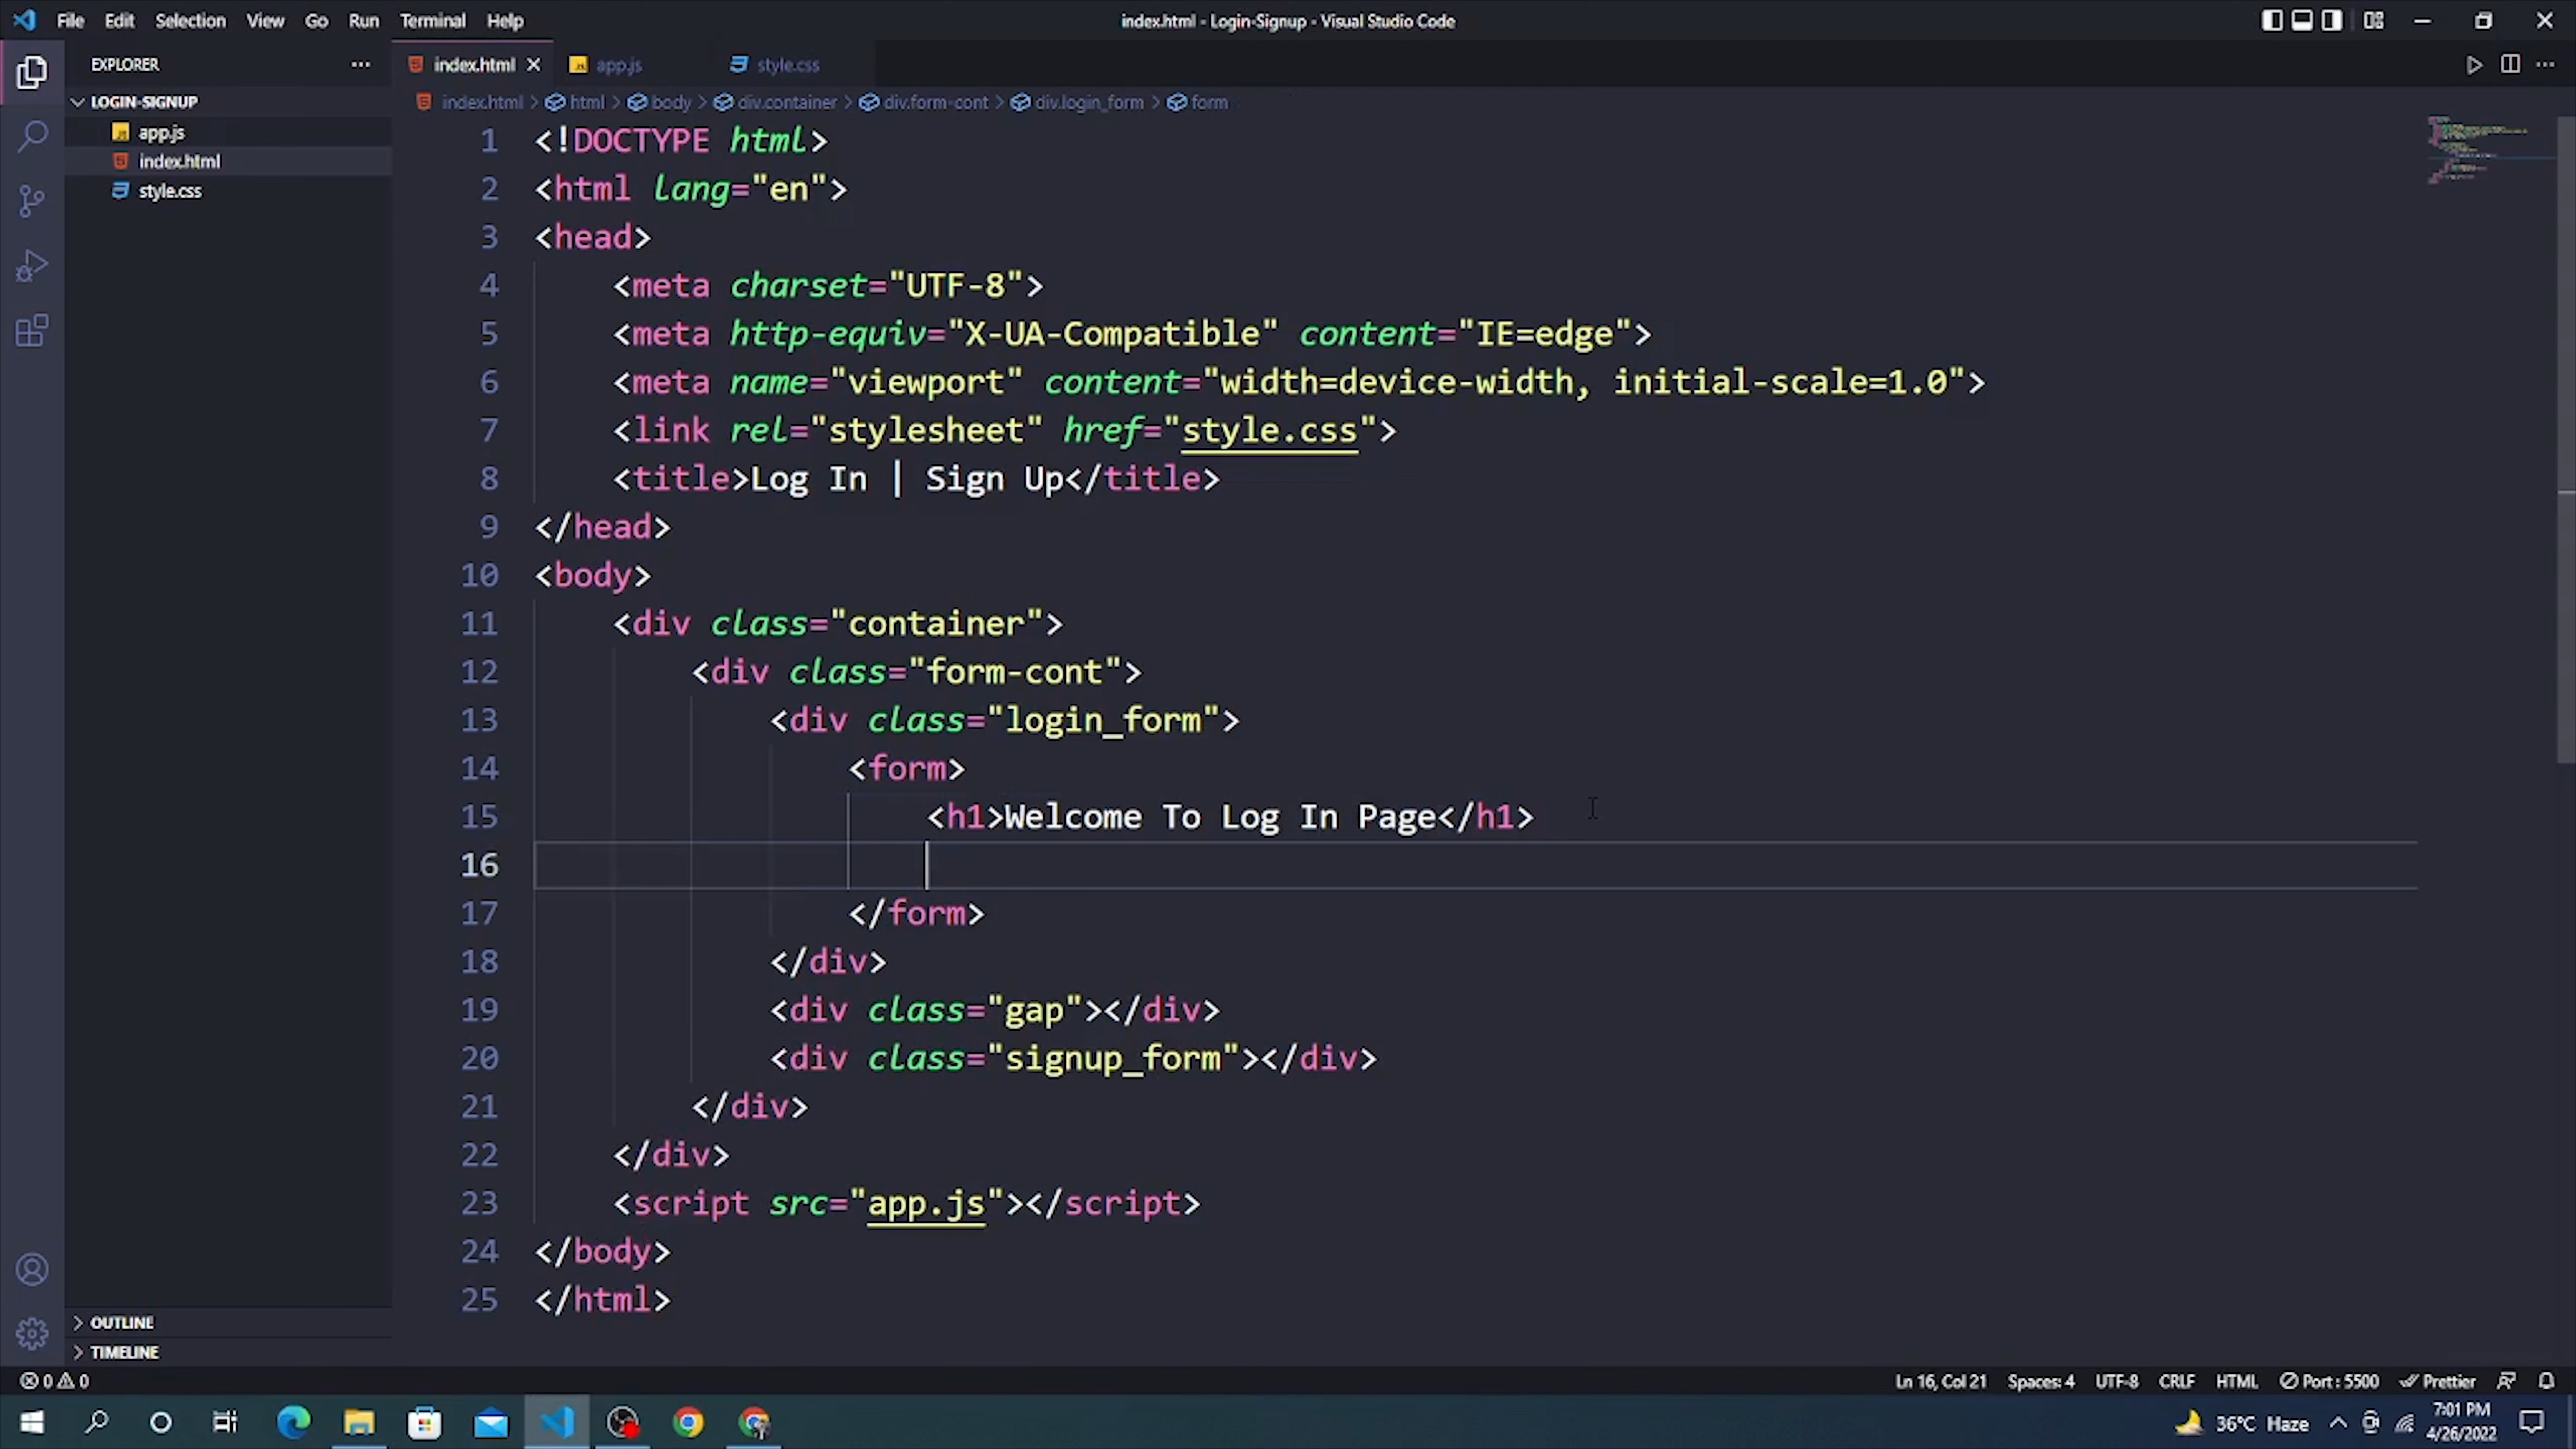 File Edit Selection View Go Run Terminal Help
index.html - Login-Signup - Visual Studio Code
EXPLORER
LOGIN-SIGNUP
app.js
index.html
style.css
OUTLINE
TIMELINE
index.html app.js style.css
index.html > html > body > div.container > div.form-cont > div.login_form > form
1 <!DOCTYPE html>
2 <html lang="en">
3 <head>
4 <meta charset="UTF-8">
5 <meta http-equiv="X-UA-Compatible" content="IE=edge">
6 <meta name="viewport" content="width=device-width, initial-scale=1.0">
7 <link rel="stylesheet" href="style.css">
8 <title>Log In | Sign Up</title>
9 </head>
10 <body>
11 <div class="container">
12 <div class="form-cont">
13 <div class="login_form">
14 <form>
15 <h1>Welcome To Log In Page</h1>
16
17 </form>
18 </div>
19 <div class="gap"></div>
20 <div class="signup_form"></div>
21 </div>
22 </div>
23 <script src="app.js"></script>
24 </body>
25 </html>
0 0
Ln 16, Col 21 Spaces: 4 UTF-8 CRLF HTML Port : 5500 Prettier
36°C Haze
7:01 PM
4/26/2022